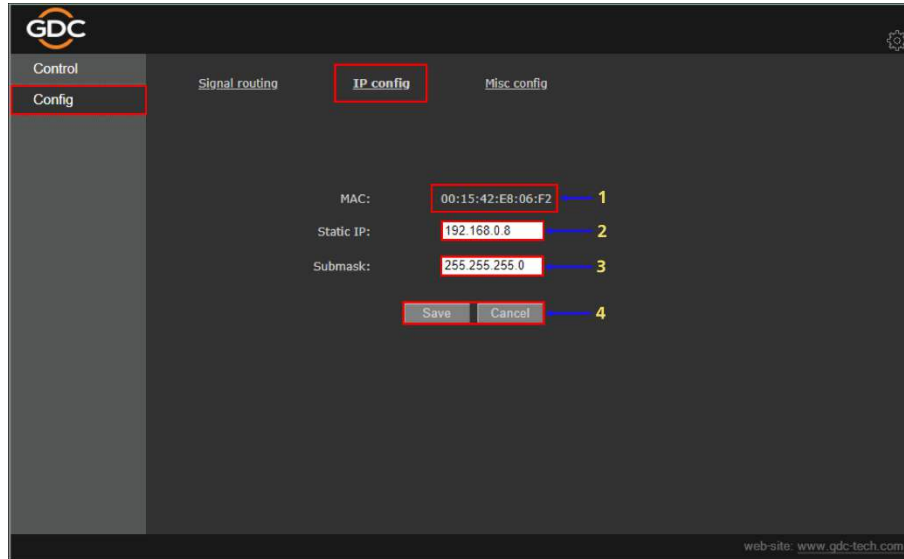 GDC
Control
Config
Signal routing IP config Misc config
MAC: 00:15:42:E8:06:F2 1
Static IP: 192.168.0.8 2
Submask: 255.255.255.0 3
Save Cancel 4
web-site: www.gdc-tech.com